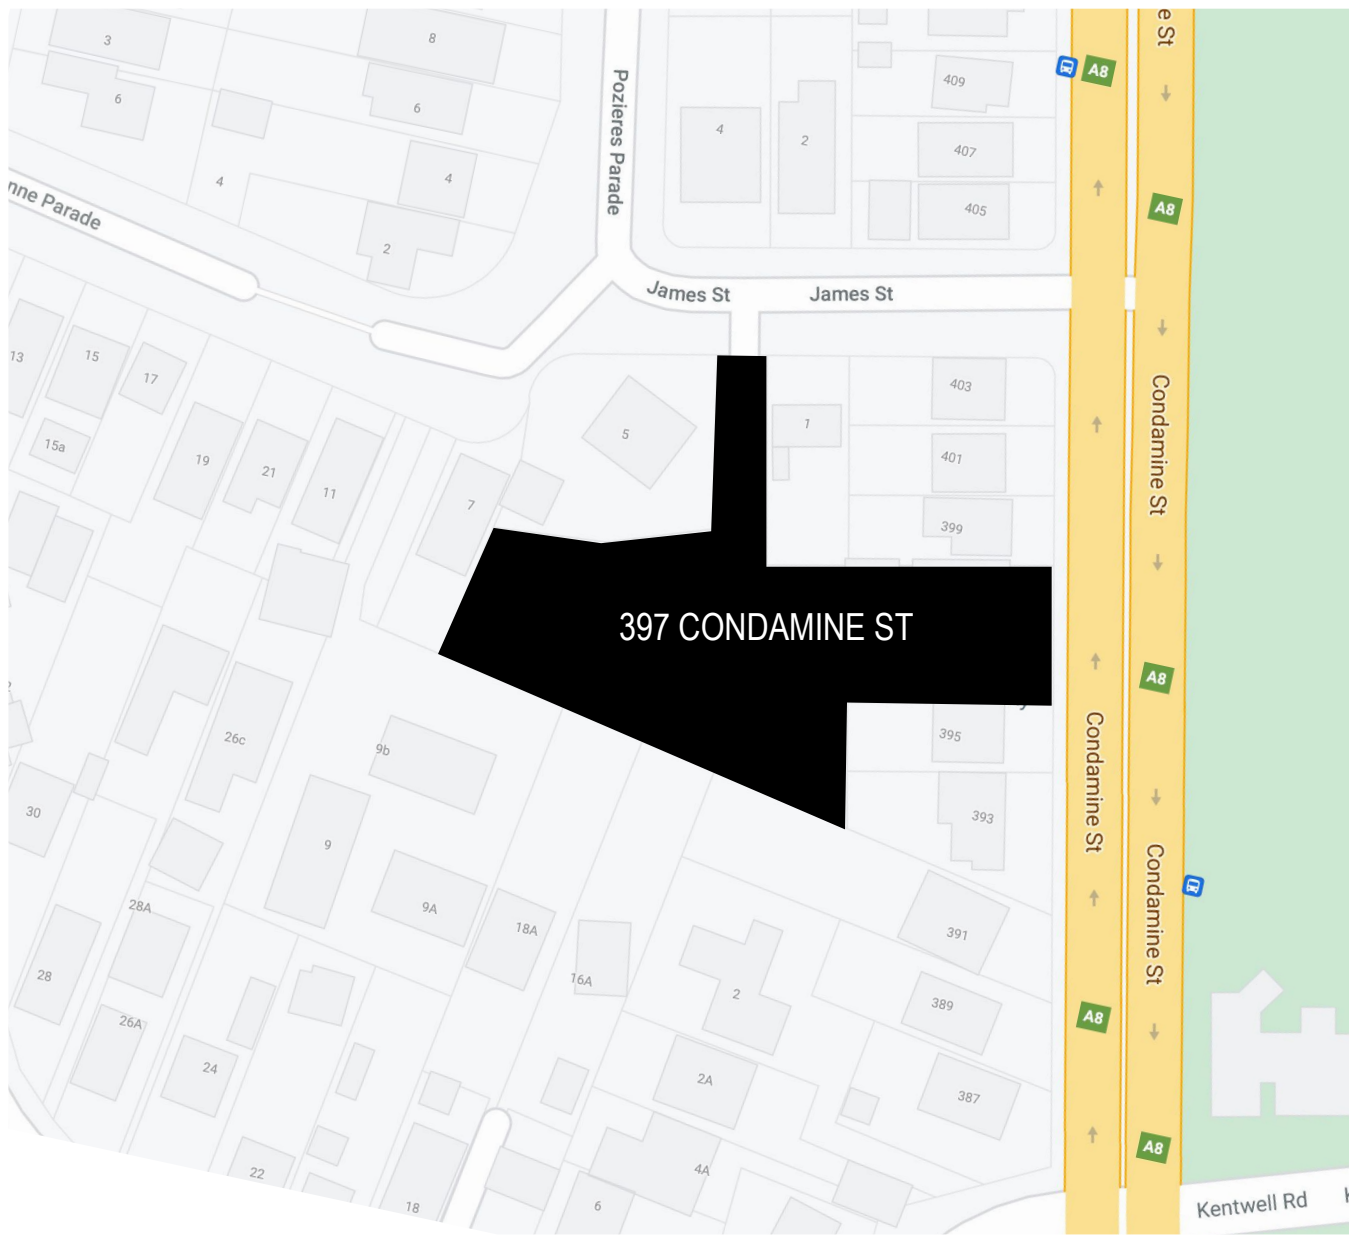 3
8
e St
6
6
409
A8
4
2
407
4
4
Pozieres Parade
405
A8
nne Parade
2
James St
James St
13
15
17
403
Condamine St
15a
19
21
11
7
5
1
401
399
397 CONDAMINE ST
A8
26c
9b
395
Condamine St
30
9
393
Condamine St
28A
9A
18A
391
28
16A
2
389
A8
26A
24
2A
387
A8
22
4A
18
6
Kentwell Rd